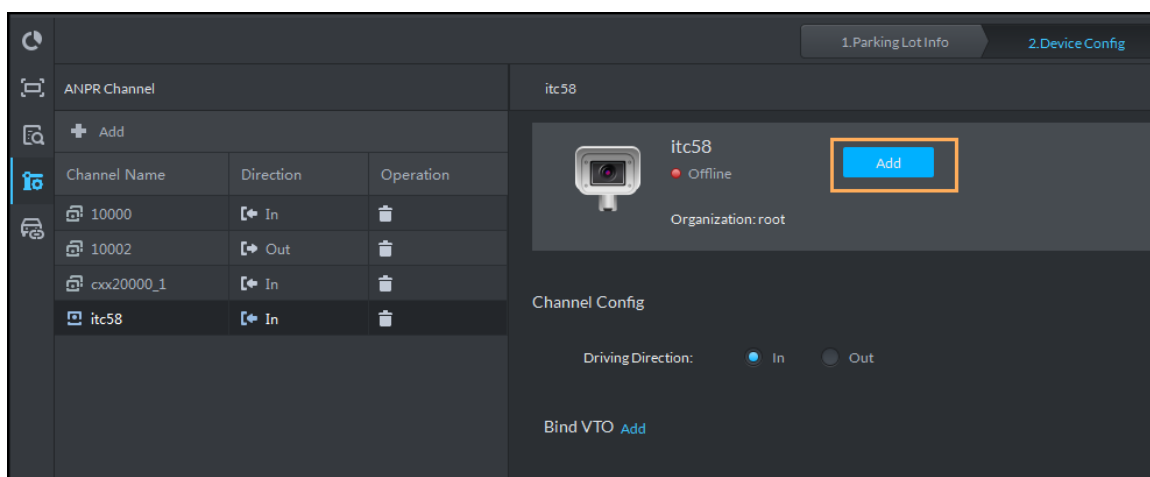 1.Parking Lot Info
2.Device Config
ANPR Channel
itc58
Add
Channel Name Direction Operation
10000 In
10002 Out
cxx20000_1 In
itc58 In
itc58
Offline
Add
Organization: root
Channel Config
Driving Direction: In Out
Bind VTO Add